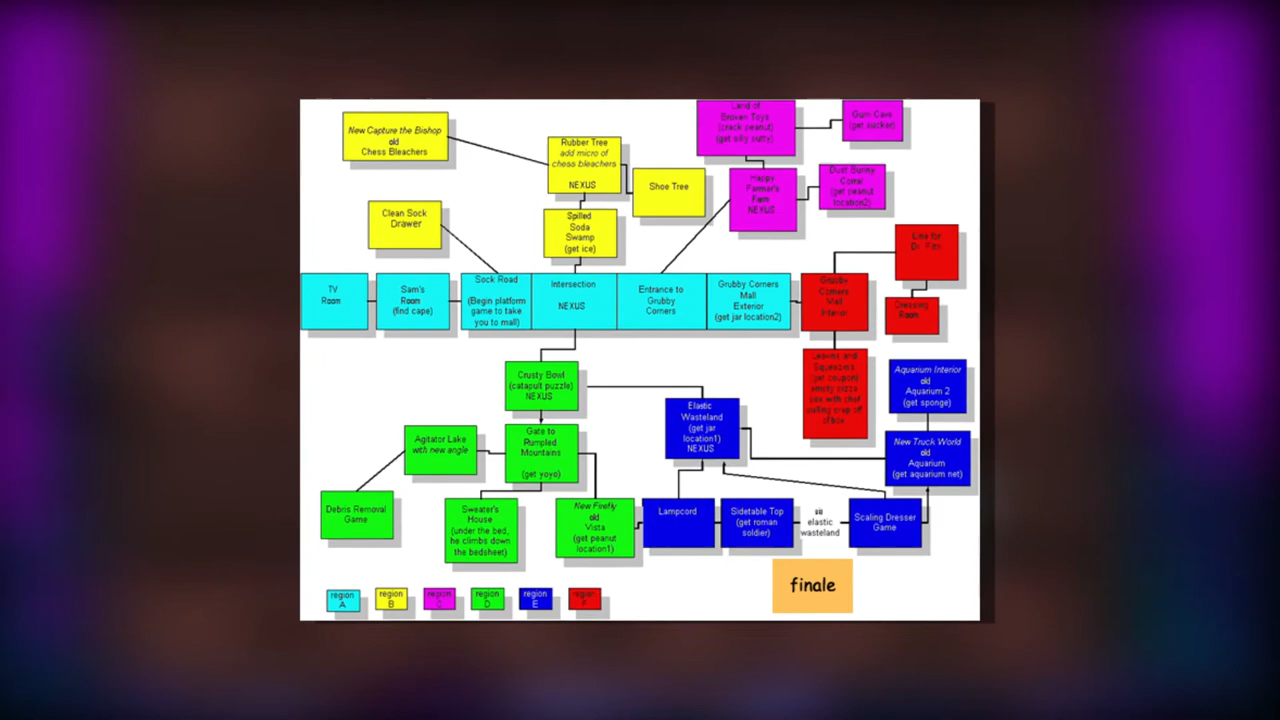 New Capture the Bishop
old
Chess Bleachers
Rubber Tree
add micro of
chess bleachers
NEXUS
Shoe Tree
Clean Sock
Drawer
Spilled
Soda
Swamp
(get ice)
Land of
Broken Toys
(crack peanut)
(get silly putty)
Gum Cave
(get sucker)
Happy
Farmer's
Farm
NEXUS
Dust Bunny
Corral
(get peanut
location2)
Line for
Dr.
Dressing
Room
TV
Room
Sam's
Room
(find cape)
Sock Road
(Begin platform
game to take
you to mall)
Intersection
NEXUS
Entrance to
Grubby
Corners
Grubby Corners
Mall
Exterior
(get jar location2)
Grubby
Corners
Mall
Interior
and
Squeezers
(get coupon)
empty pizza
box with chef
of box
Crusty Bowl
(catapult puzzle)
NEXUS
Elastic
Wasteland
(get jar
location1)
NEXUS
Aquarium Interior
old
Aquarium 2
(get sponge)
New Truck World
old
Aquarium
(get aquarium net)
Agitator Lake
with new angle
Gate to
Rumpled
Mountains
(get yoyo)
Debris Removal
Game
Sweater's
House
(under the bed,
he climbs down
the bedsheet)
New Firefly
old
Vista
(get peanut
location1)
Lampcord
Sidetable Top
(get roman
soldier)
elastic
wasteland
Scaling Dresser
Game
finale
region
A
region
B
region
C
region
D
region
E
region
F